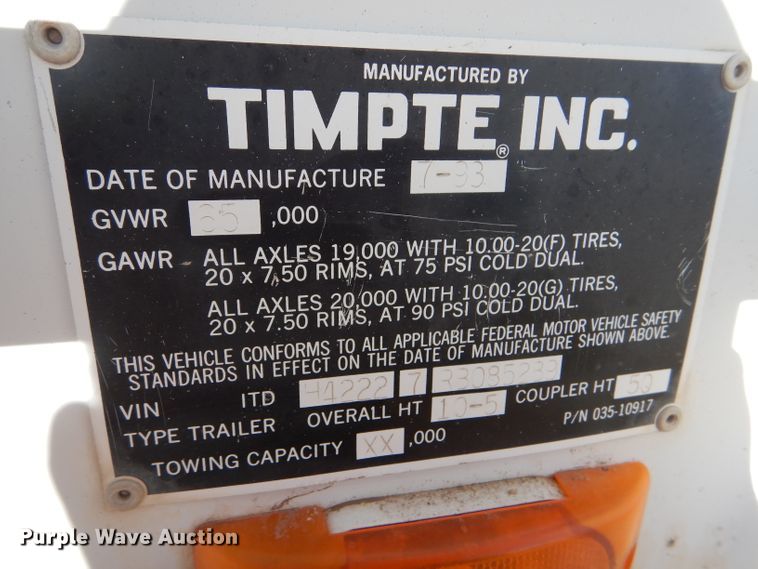 MANUFACTURED BY
TIMPTE® INC.
DATE OF MANUFACTURE 7-93
GVWR 65 ,000
GAWR ALL AXLES 19,000 WITH 10.00-20(F) TIRES,
20 x 7.50 RIMS, AT 75 PSI COLD DUAL.
ALL AXLES 20,000 WITH 10.00-20(G) TIRES,
20 x 7.50 RIMS, AT 90 PSI COLD DUAL.
THIS VEHICLE CONFORMS TO ALL APPLICABLE FEDERAL MOTOR VEHICLE SAFETY
STANDARDS IN EFFECT ON THE DATE OF MANUFACTURE SHOWN ABOVE.
VIN ITD H4222 7
TYPE TRAILER OVERALL HT 10-5 COUPLER HT 50
TOWING CAPACITY XX ,000 P/N 035-10917
Purple Wave Auction®